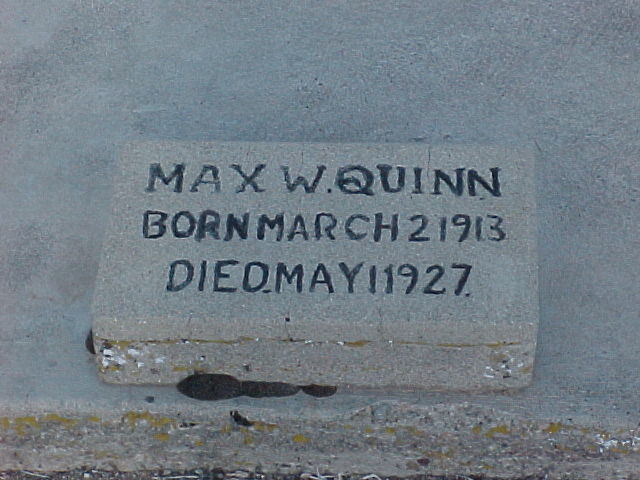 MAX W. QUINN
BORN MARCH 2 1913
DIED. MAY 1 1927.